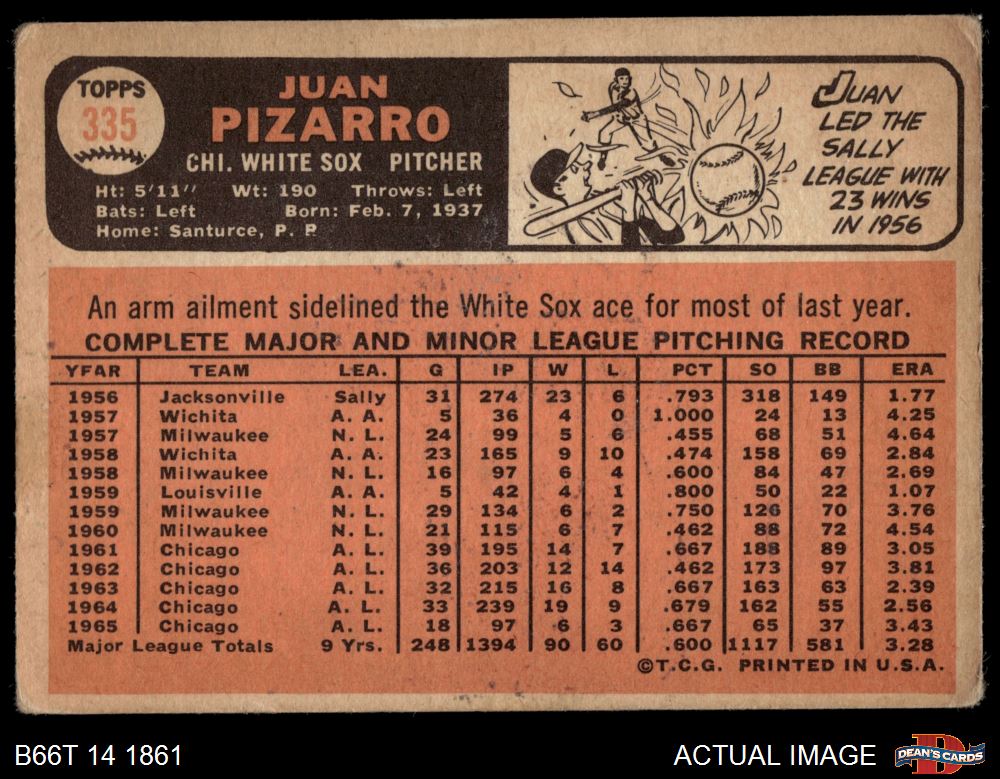 TOPPS
335
JUAN
PIZARRO
CHI. WHITE SOX PITCHER
Ht: 5'11" Wt: 190 Throws: Left
Bats: Left Born: Feb. 7, 1937
Home: Santurce, P. R.
JUAN
LED THE
SALLY
LEAGUE WITH
23 WINS
IN 1956
An arm ailment sidelined the White Sox ace for most of last year.
COMPLETE MAJOR AND MINOR LEAGUE PITCHING RECORD
YEAR TEAM LEA. G IP W L PCT SO BB ERA
1956 Jacksonville Sally 31 274 23 6 .793 318 149 1.77
1957 Wichita A. A. 5 36 4 0 1.000 24 13 4.25
1957 Milwaukee N. L. 24 99 5 6 .455 68 51 4.64
1958 Wichita A. A. 23 165 9 10 .474 158 69 2.84
1958 Milwaukee N. L. 16 97 6 4 .600 84 47 2.69
1959 Louisville A. A. 5 42 4 1 .800 50 22 1.07
1959 Milwaukee N. L. 29 134 6 2 .750 126 70 3.76
1960 Milwaukee N. L. 21 115 6 7 .462 88 72 4.54
1961 Chicago A. L. 39 195 14 7 .667 188 89 3.05
1962 Chicago A. L. 36 203 12 14 .462 173 97 3.81
1963 Chicago A. L. 32 215 16 8 .667 163 63 2.39
1964 Chicago A. L. 33 239 19 9 .679 162 55 2.56
1965 Chicago A. L. 18 97 6 3 .667 65 37 3.43
Major League Totals 9 Yrs. 248 1394 90 60 .600 1117 581 3.28
©T.C.G. PRINTED IN U.S.A.
B66T 14 1861
ACTUAL IMAGE
DEAN'S CARDS